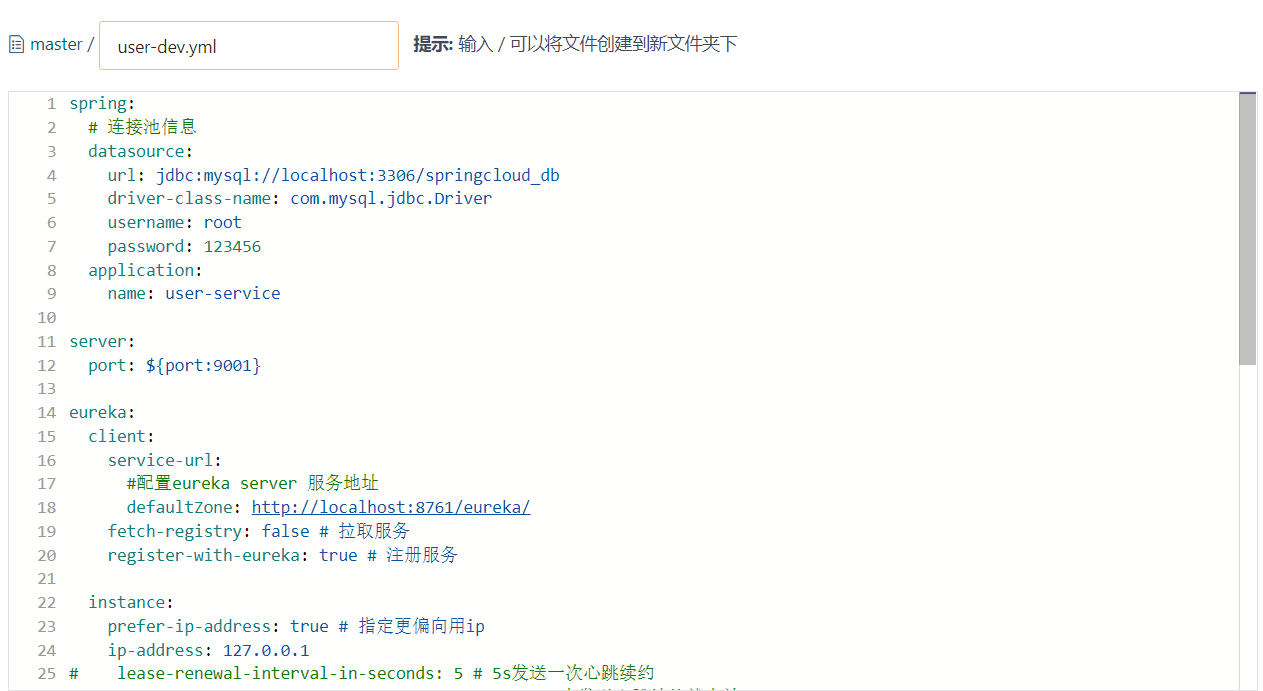 master / user-dev.yml 提示: 输入 / 可以将文件创建到新文件夹下
1 spring:
2   # 连接池信息
3   datasource:
4     url: jdbc:mysql://localhost:3306/springcloud_db
5     driver-class-name: com.mysql.jdbc.Driver
6     username: root
7     password: 123456
8   application:
9     name: user-service
10
11 server:
12   port: ${port:9001}
13
14 eureka:
15   client:
16     service-url:
17       #配置eureka server 服务地址
18       defaultZone: http://localhost:8761/eureka/
19     fetch-registry: false # 拉取服务
20     register-with-eureka: true # 注册服务
21
22   instance:
23     prefer-ip-address: true # 指定更偏向用ip
24     ip-address: 127.0.0.1
25 #    lease-renewal-interval-in-seconds: 5 # 5s发送一次心跳续约